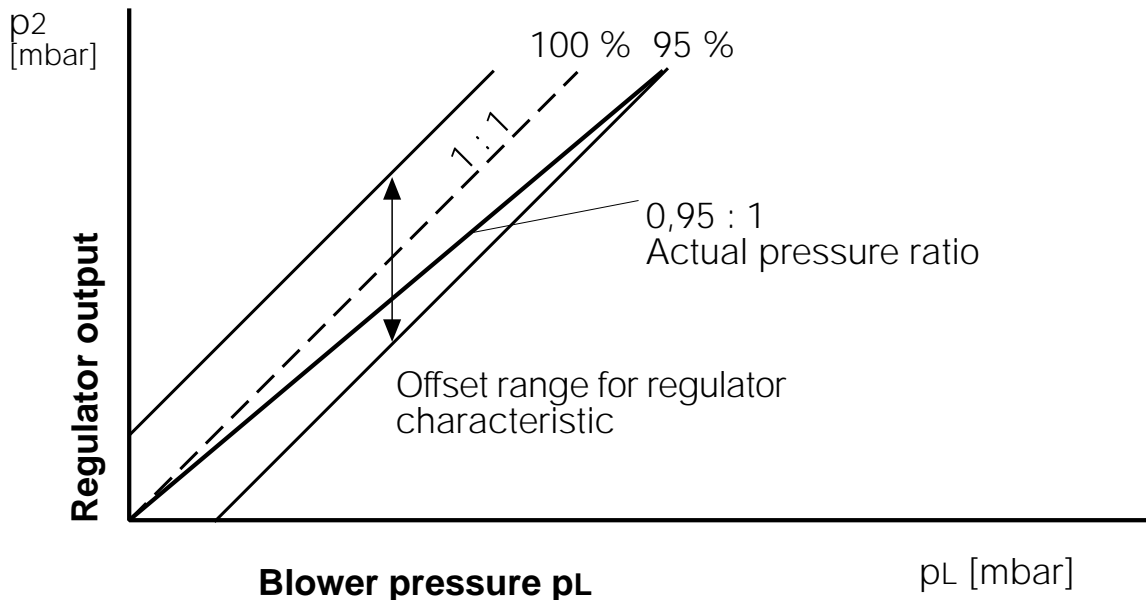 p2
[mbar]
100 % 95 %
1 : 1
0,95 : 1
Actual pressure ratio
Regulator output
Offset range for regulator
characteristic
Blower pressure pL
pL [mbar]